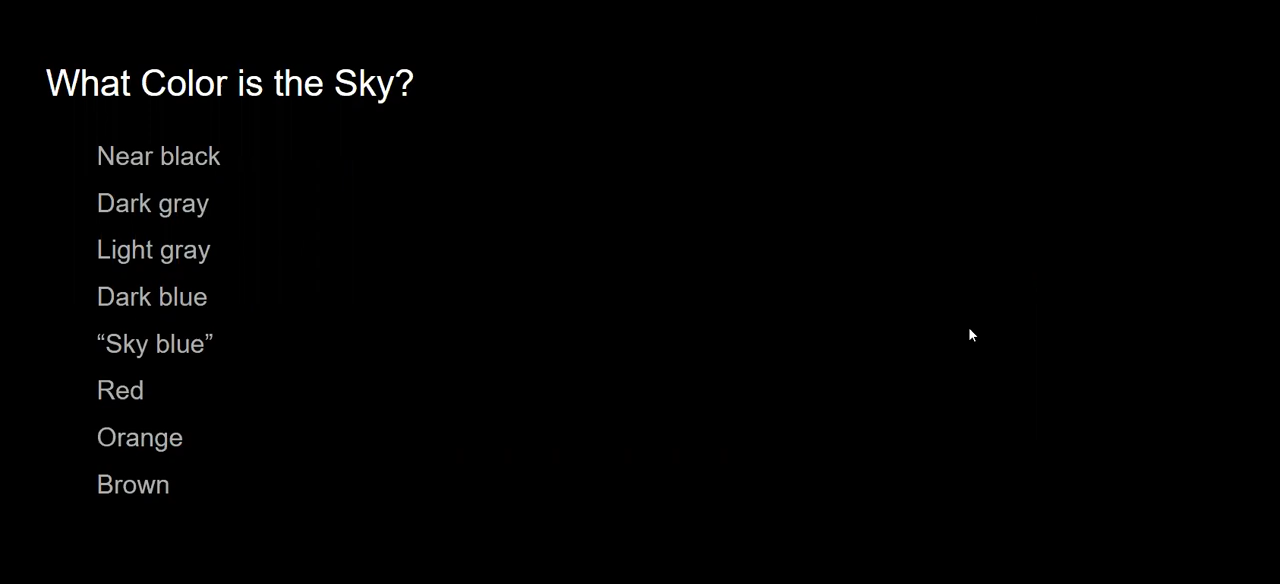 What Color is the Sky?
Near black
Dark gray
Light gray
Dark blue
“Sky blue”
Red
Orange
Brown